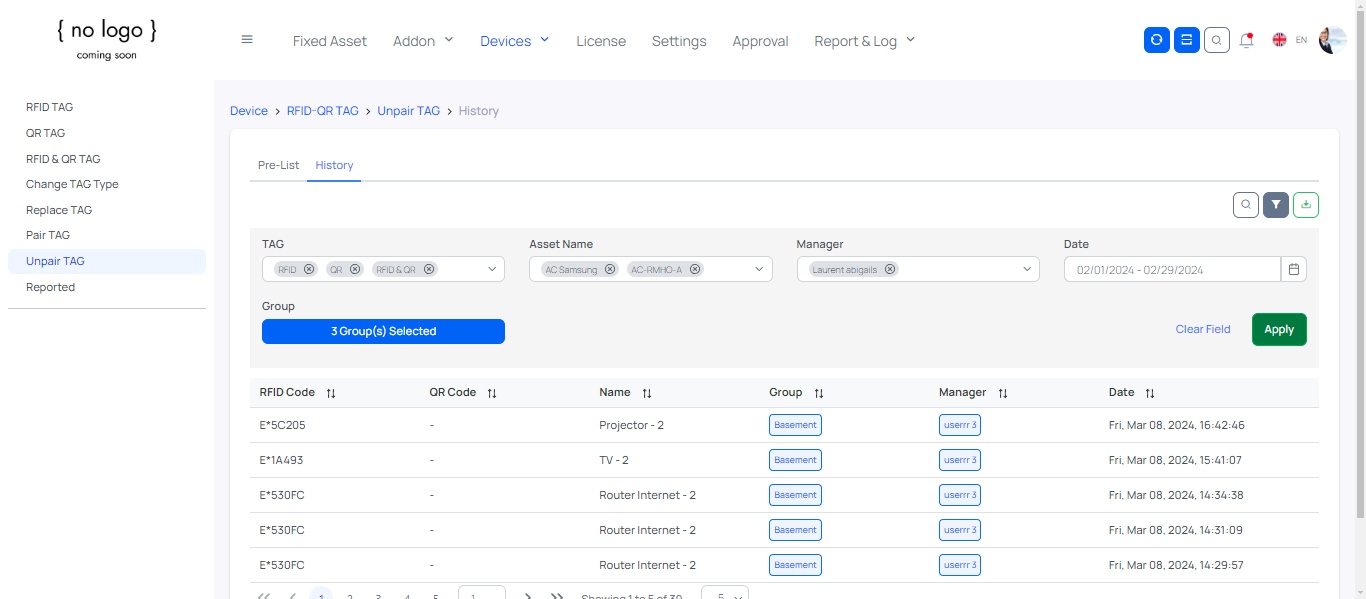 { no logo }
coming soon
Fixed Asset
Addon
Devices
License
Settings
Approval
Report & Log
EN
RFID TAG
QR TAG
RFID & QR TAG
Change TAG Type
Replace TAG
Pair TAG
Unpair TAG
Reported
Device > RFID-QR TAG > Unpair TAG > History
Pre-List History
TAG Asset Name Manager Date
RFID QR RFID & QR AC Samsung AC-RMHO-A Laurent abigails 02/01/2024 - 02/29/2024
Group
3 Group(s) Selected Clear Field Apply
RFID Code QR Code Name Group Manager Date
E*5C205 - Projector - 2 Basement userrr 3 Fri, Mar 08, 2024, 16:42:46
E*1A493 - TV - 2 Basement userrr 3 Fri, Mar 08, 2024, 15:41:07
E*530FC - Router Internet - 2 Basement userrr 3 Fri, Mar 08, 2024, 14:34:38
E*530FC - Router Internet - 2 Basement userrr 3 Fri, Mar 08, 2024, 14:31:09
E*530FC - Router Internet - 2 Basement userrr 3 Fri, Mar 08, 2024, 14:29:57
1 2 3 4 5 1 Showing 1 to 5 of 30 5